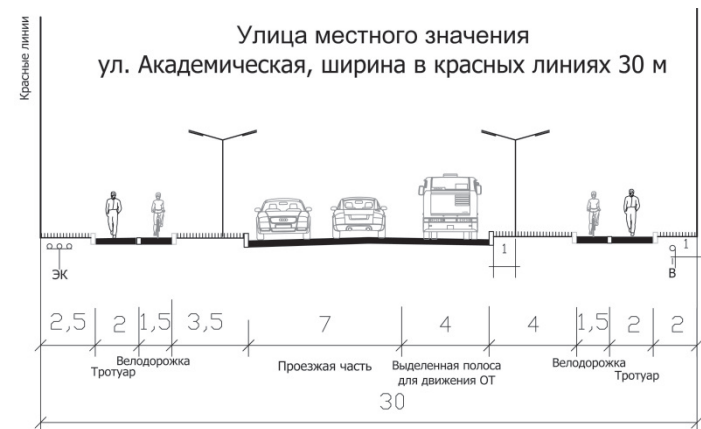 Улица местного значения
ул. Академическая, ширина в красных линиях 30 м
Красные линии
1
1
ЭК
В
2,5 2 1,5 3,5 7 4 4 1,5 2 2
Велодорожка
Тротуар
Проезжая часть
Выделенная полоса
для движения ОТ
Велодорожка
Тротуар
30